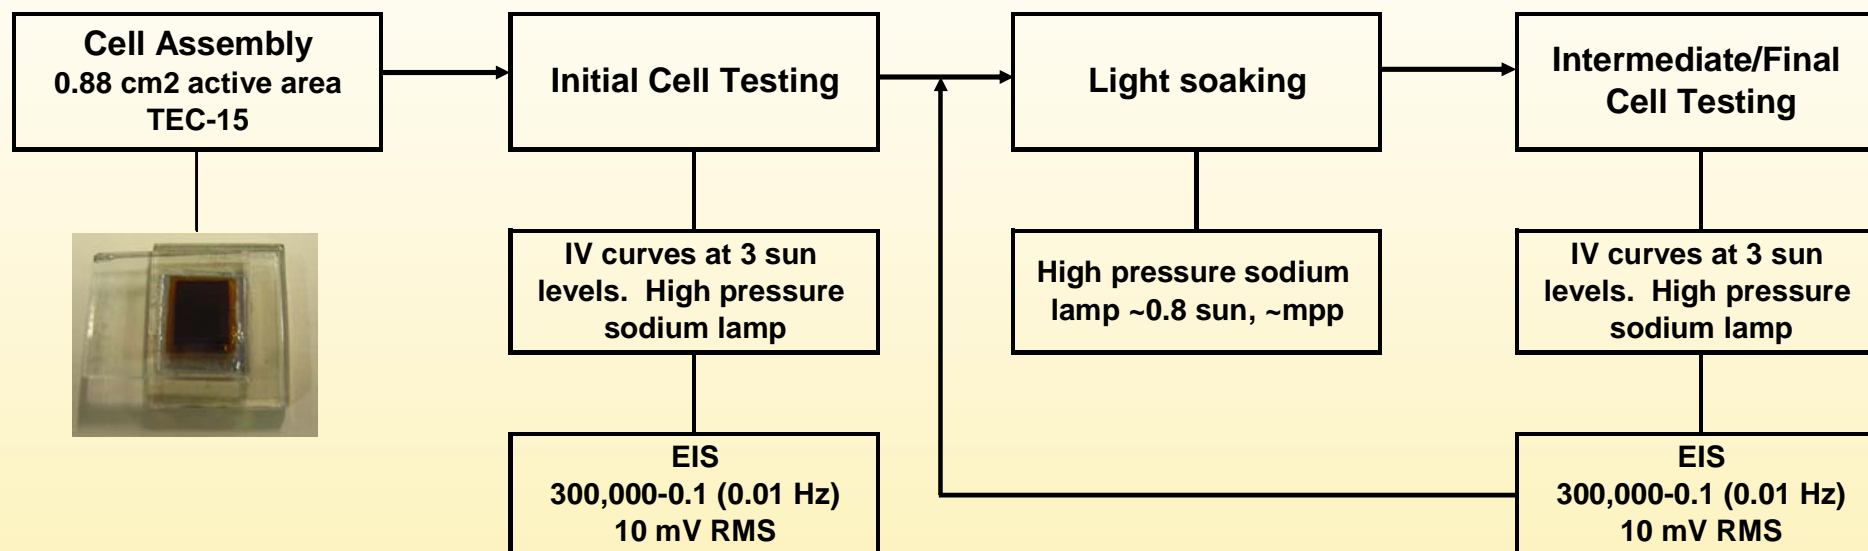 Cell Assembly
0.88 cm2 active area
TEC-15
Initial Cell Testing
Light soaking
Intermediate/Final
Cell Testing
IV curves at 3 sun
levels.  High pressure
sodium lamp
High pressure sodium
lamp ~0.8 sun, ~mpp
IV curves at 3 sun
levels.  High pressure
sodium lamp
EIS
300,000-0.1 (0.01 Hz)
10 mV RMS
EIS
300,000-0.1 (0.01 Hz)
10 mV RMS